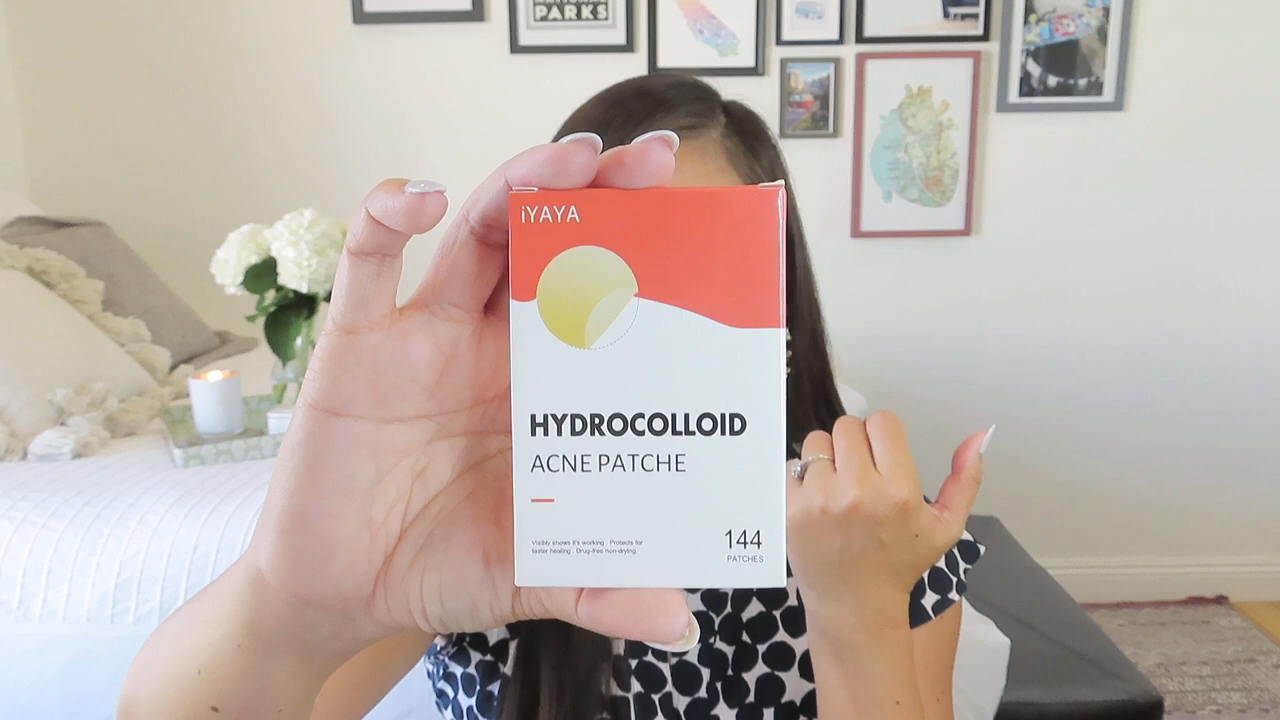 NATIONAL
PARKS
iYAYA
HYDROCOLLOID
ACNE PATCHE
Visibly shows it's working . Protects for
faster healing . Drug-free non-drying.
144
PATCHES